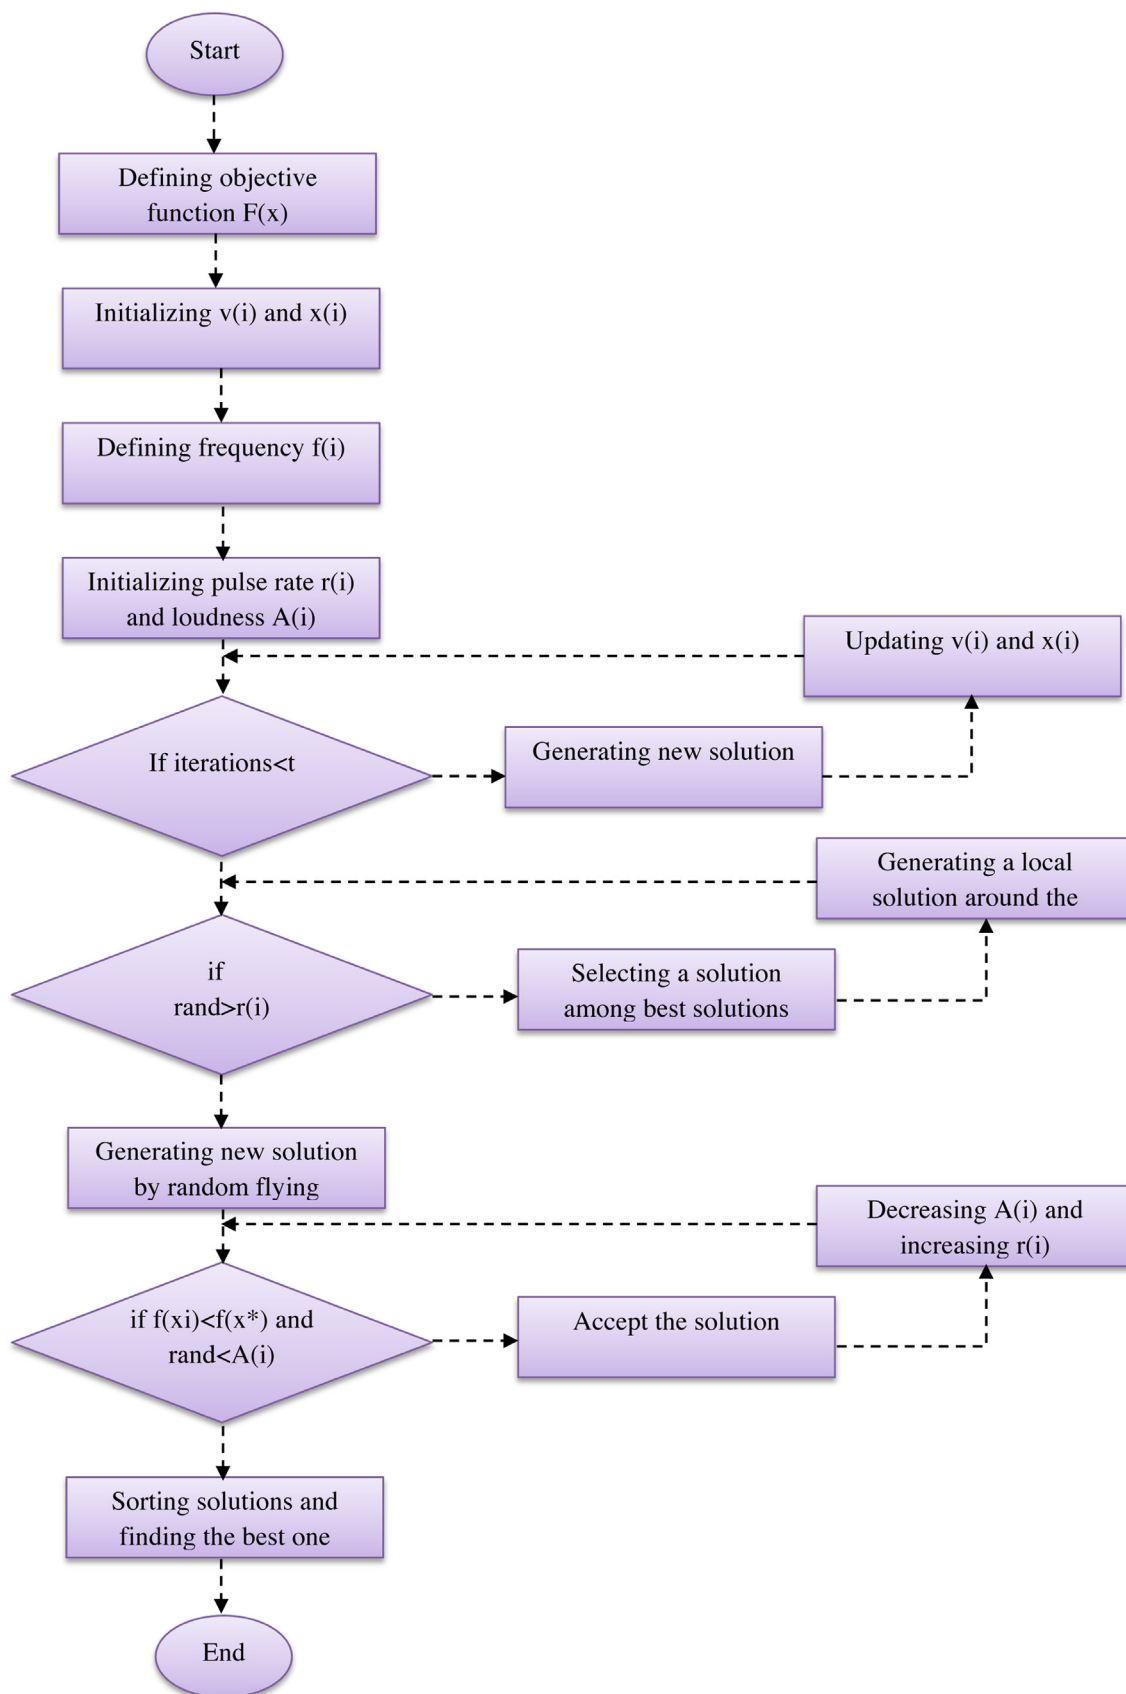 Start
Defining objective
function F(x)
Initializing v(i) and x(i)
Defining frequency f(i)
Initializing pulse rate r(i)
and loudness A(i)
Updating v(i) and x(i)
If iterations<t
Generating new solution
Generating a local
solution around the
if
rand>r(i)
Selecting a solution
among best solutions
Generating new solution
by random flying
Decreasing A(i) and
increasing r(i)
if f(xi)<f(x*) and
rand<A(i)
Accept the solution
Sorting solutions and
finding the best one
End